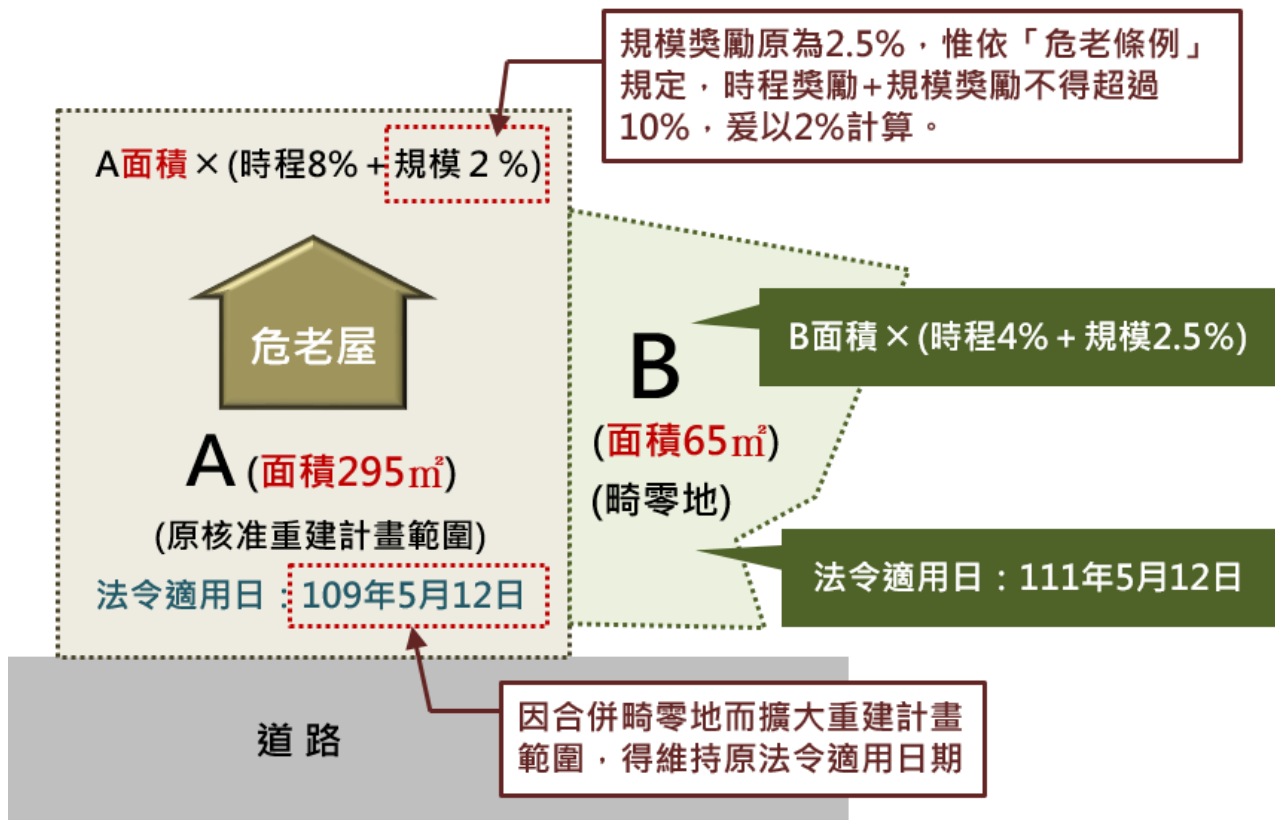 規模獎勵原為2.5%，惟依「危老條例」
規定，時程獎勵+規模獎勵不得超過
10%，爰以2%計算。
A面積×(時程8%+規模２%)
危老屋
A(面積295㎡)
(原核准重建計畫範圍)
法令適用日：109年5月12日
B
(面積65㎡)
(畸零地)
B面積×(時程4%+規模2.5%)
法令適用日：111年5月12日
因合併畸零地而擴大重建計畫
範圍，得維持原法令適用日期
道路